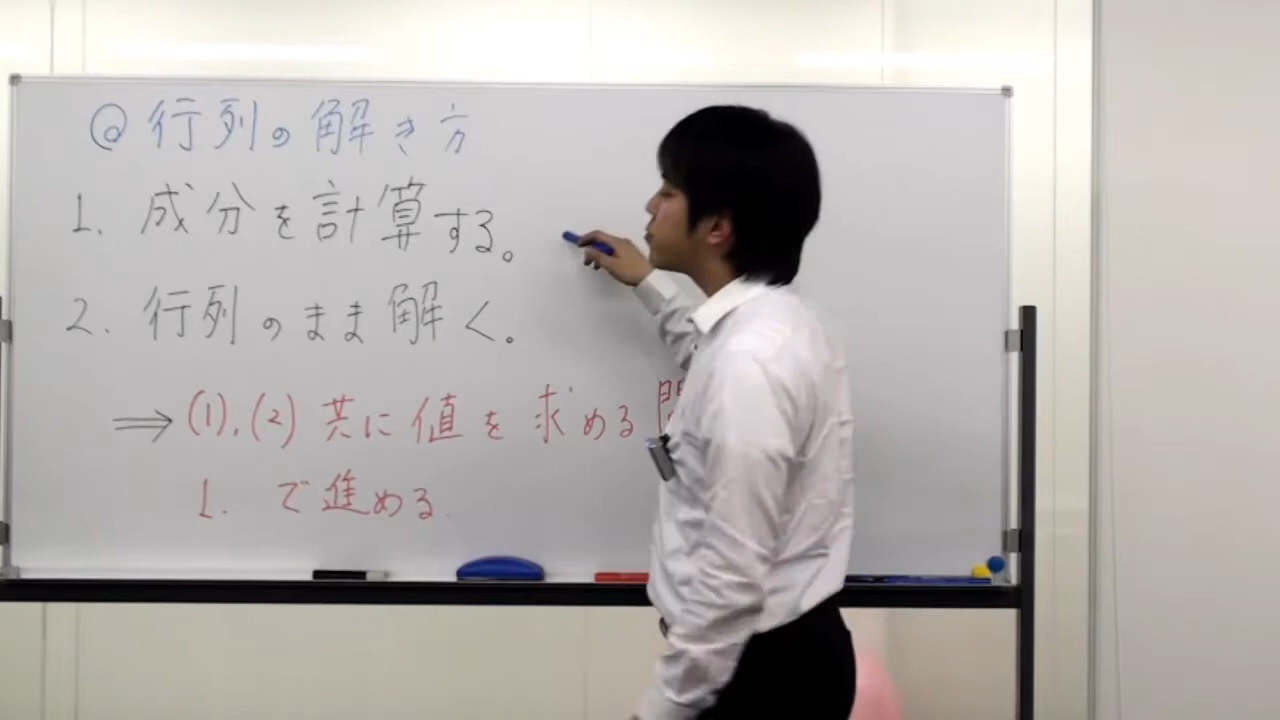 ◎行列の解き方
1. 成分を計算する。
2. 行列のまま解く。
⇒(1),(2)共に値を求める
1. で進める